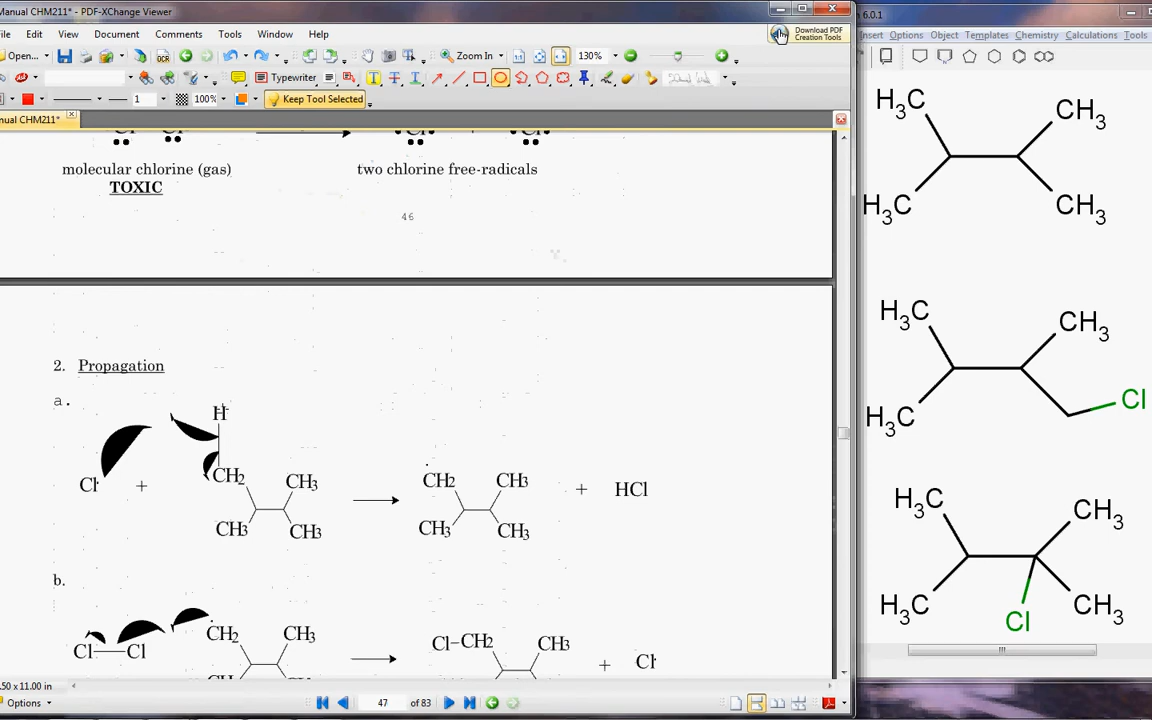 Manual CHM211* - PDF-XChange Viewer
6.0.1
File Edit View Document Comments Tools Window Help
Download PDF Creation Tools
Insert Options Object Templates Chemistry Calculations Tools
Open... OCR Zoom In 130%
Typewriter
1 100% Keep Tool Selected
Manual CHM211*
molecular chlorine (gas) two chlorine free-radicals
TOXIC
46
2. Propagation
a.
H
Cl + CH2 CH3 CH2 CH3 + HCl
CH3 CH3 CH3 CH3
b.
Cl—Cl CH2 CH3 Cl–CH2 CH3 + Cl
H3C CH3
H3C CH3
H3C CH3
H3C Cl
H3C CH3
H3C Cl CH3
.50 x 11.00 in
Options 47 of 83